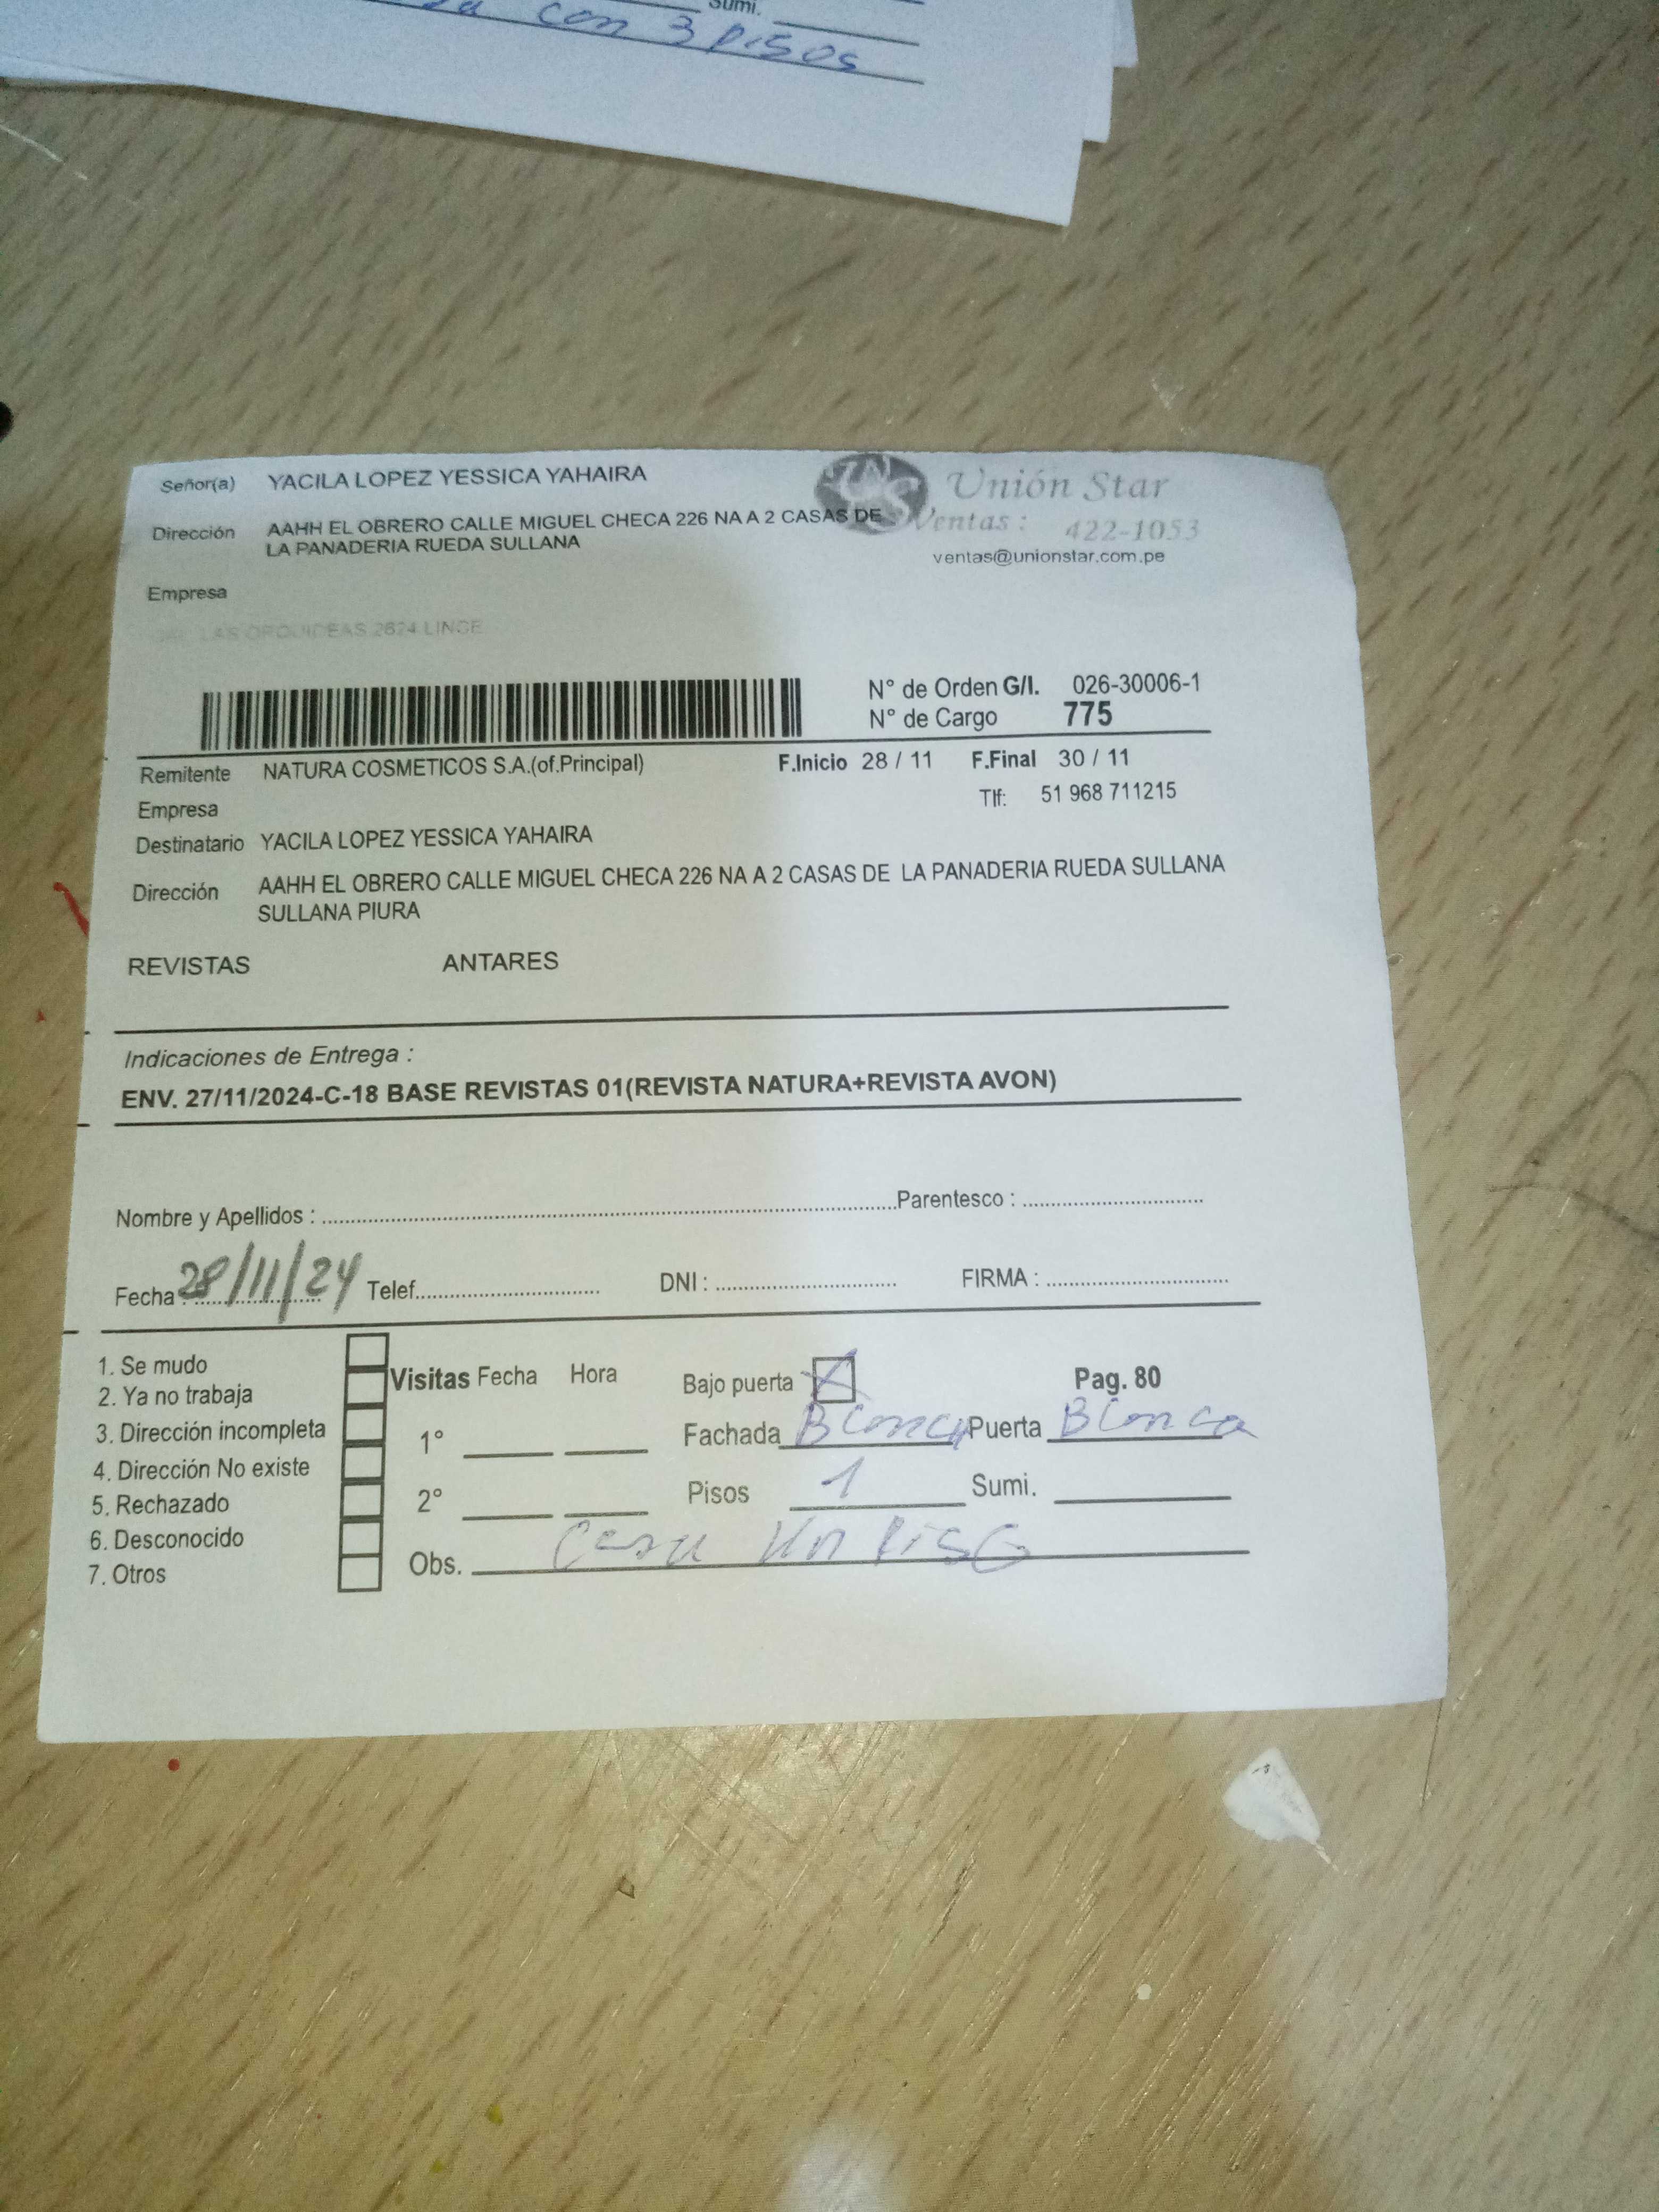 Sumi.
con 3 pisos
Señor(a) YACILA LOPEZ YESSICA YAHAIRA
Unión Star
Dirección AAHH EL OBRERO CALLE MIGUEL CHECA 226 NA A 2 CASAS DE
LA PANADERIA RUEDA SULLANA
Ventas : 422-1053
ventas@unionstar.com.pe
Empresa
LAS ORQUIDEAS 2624 LINCE
N° de Orden G/I. 026-30006-1
N° de Cargo 775
Remitente NATURA COSMETICOS S.A.(of.Principal) F.Inicio 28 / 11 F.Final 30 / 11
Empresa Tlf: 51 968 711215
Destinatario YACILA LOPEZ YESSICA YAHAIRA
Dirección AAHH EL OBRERO CALLE MIGUEL CHECA 226 NA A 2 CASAS DE LA PANADERIA RUEDA SULLANA
SULLANA PIURA
REVISTAS ANTARES
Indicaciones de Entrega :
ENV. 27/11/2024-C-18 BASE REVISTAS 01(REVISTA NATURA+REVISTA AVON)
Nombre y Apellidos : Parentesco :
Fecha : 28/11/24 Telef. DNI : FIRMA :
1. Se mudo
2. Ya no trabaja
3. Dirección incompleta
4. Dirección No existe
5. Rechazado
6. Desconocido
7. Otros
Visitas Fecha Hora Bajo puerta X Pag. 80
1° Fachada Blanca Puerta Blanca
2° Pisos 1 Sumi.
Obs. Casa Un Piso